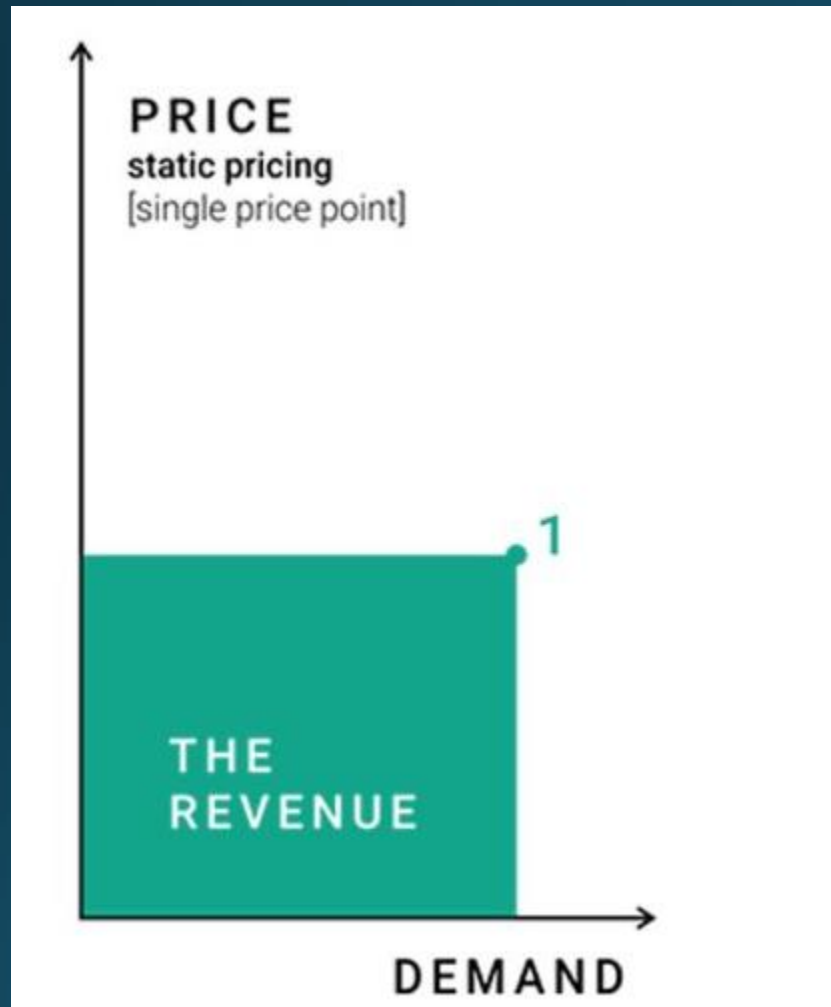 PRICE
static pricing
[single price point]
1
THE
REVENUE
DEMAND